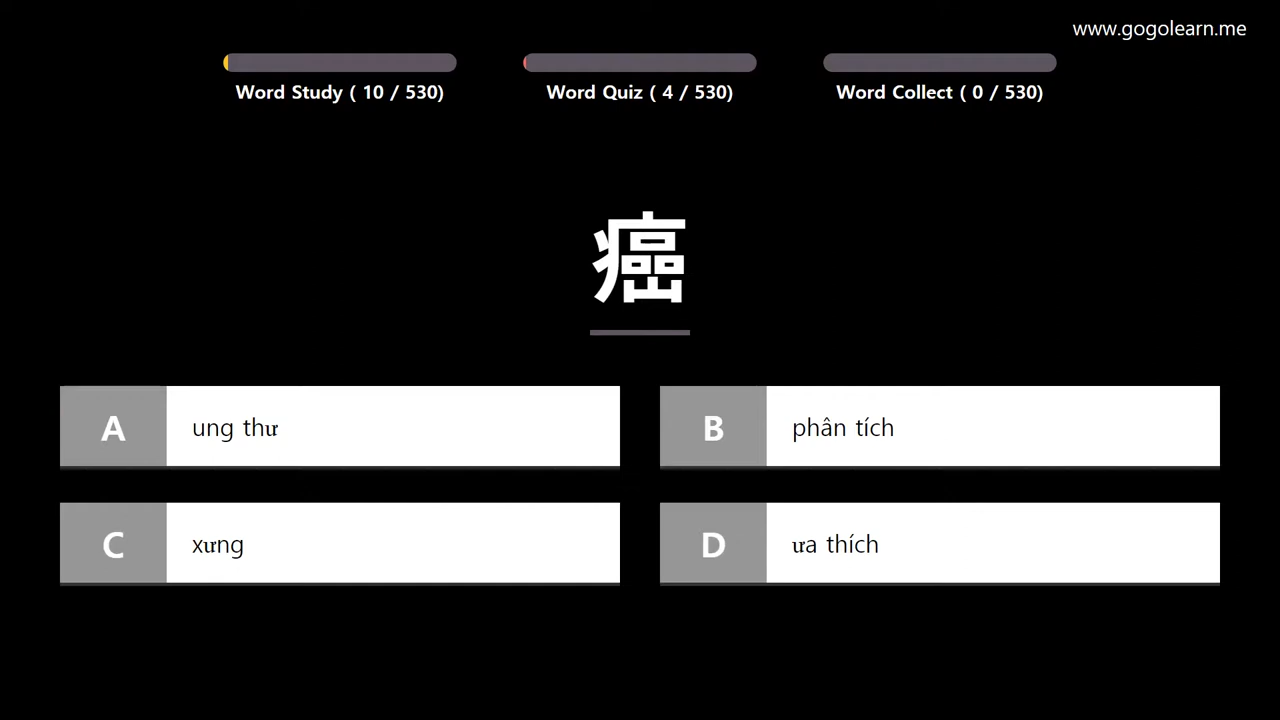 www.gogolearn.me
Word Study ( 10 / 530)
Word Quiz ( 4 / 530)
Word Collect ( 0 / 530)
癌
A ung thư
B phân tích
C xưng
D ưa thích